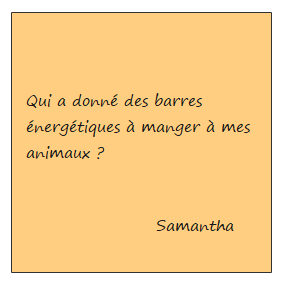 Qui a donné des barres
énergétiques à manger à mes
animaux ?
Samantha